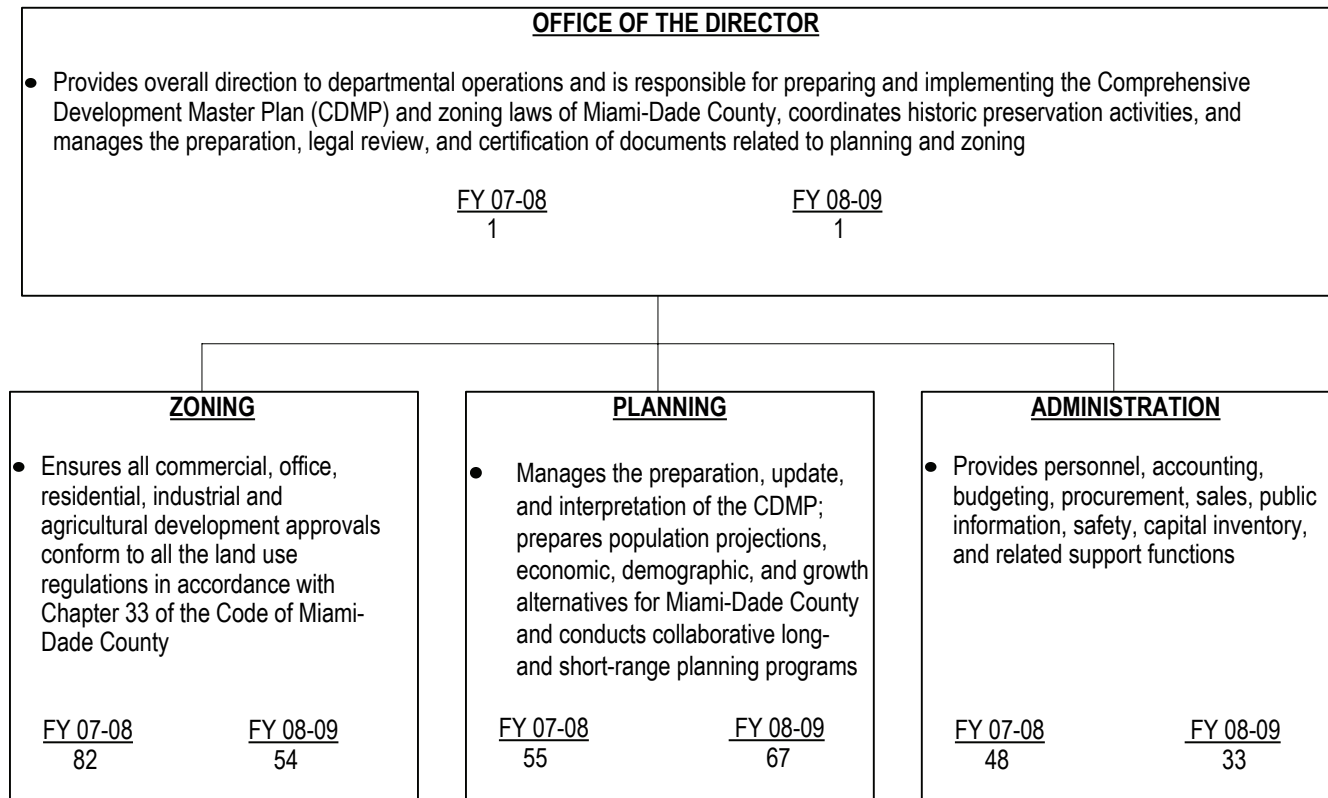 OFFICE OF THE DIRECTOR
• Provides overall direction to departmental operations and is responsible for preparing and implementing the Comprehensive
Development Master Plan (CDMP) and zoning laws of Miami-Dade County, coordinates historic preservation activities, and
manages the preparation, legal review, and certification of documents related to planning and zoning
FY 07-08 FY 08-09
1 1
ZONING
• Ensures all commercial, office,
residential, industrial and
agricultural development approvals
conform to all the land use
regulations in accordance with
Chapter 33 of the Code of Miami-
Dade County
FY 07-08 FY 08-09
82 54
PLANNING
• Manages the preparation, update,
and interpretation of the CDMP;
prepares population projections,
economic, demographic, and growth
alternatives for Miami-Dade County
and conducts collaborative long-
and short-range planning programs
FY 07-08 FY 08-09
55 67
ADMINISTRATION
• Provides personnel, accounting,
budgeting, procurement, sales, public
information, safety, capital inventory,
and related support functions
FY 07-08 FY 08-09
48 33